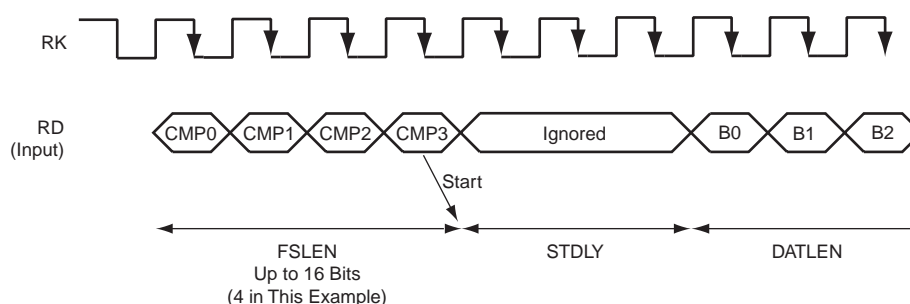 RK
RD
(Input)
CMP0 CMP1 CMP2 CMP3 Ignored B0 B1 B2
Start
FSLEN
Up to 16 Bits
(4 in This Example)
STDLY
DATLEN